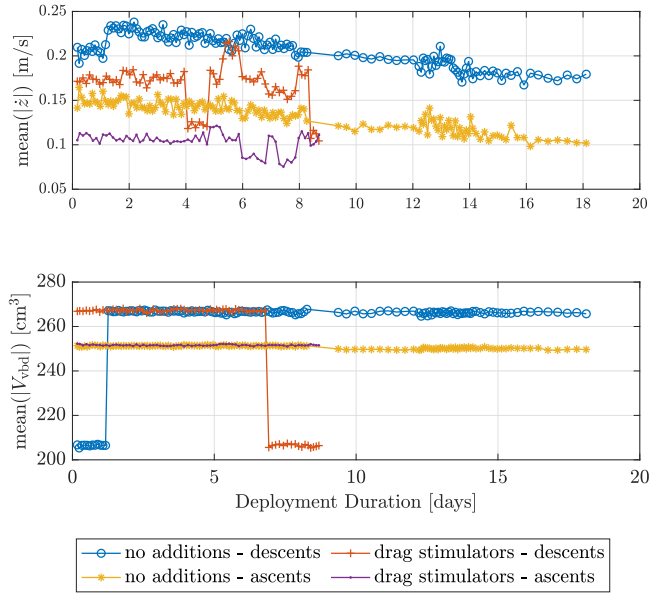 mean(|ż|) [m/s]
0.25
0.2
0.15
0.1
0.05
0 2 4 6 8 10 12 14 16 18 20
mean(|V_vbd|) [cm³]
280
260
240
220
200
0 5 10 15 20
Deployment Duration [days]
no additions - descents drag stimulators - descents
no additions - ascents drag stimulators - ascents